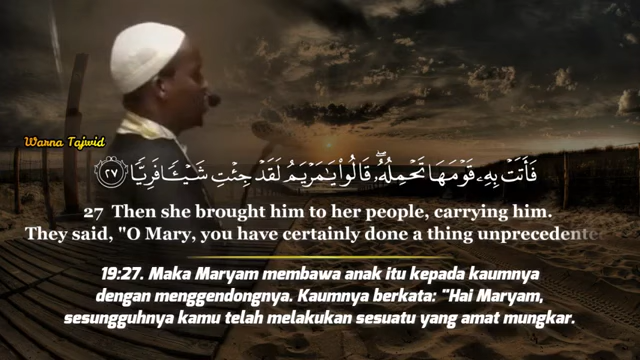 Warna Tajwid
فَأَتَتْ بِهِۦ قَوْمَهَا تَحْمِلُهُۥۖ قَالُوا۟ يَٰمَرْيَمُ لَقَدْ جِئْتِ شَيْـًٔا فَرِيًّا ٢٧
27 Then she brought him to her people, carrying him.
They said, "O Mary, you have certainly done a thing unprecedented
19:27. Maka Maryam membawa anak itu kepada kaumnya
dengan menggendongnya. Kaumnya berkata: "Hai Maryam,
sesungguhnya kamu telah melakukan sesuatu yang amat mungkar.